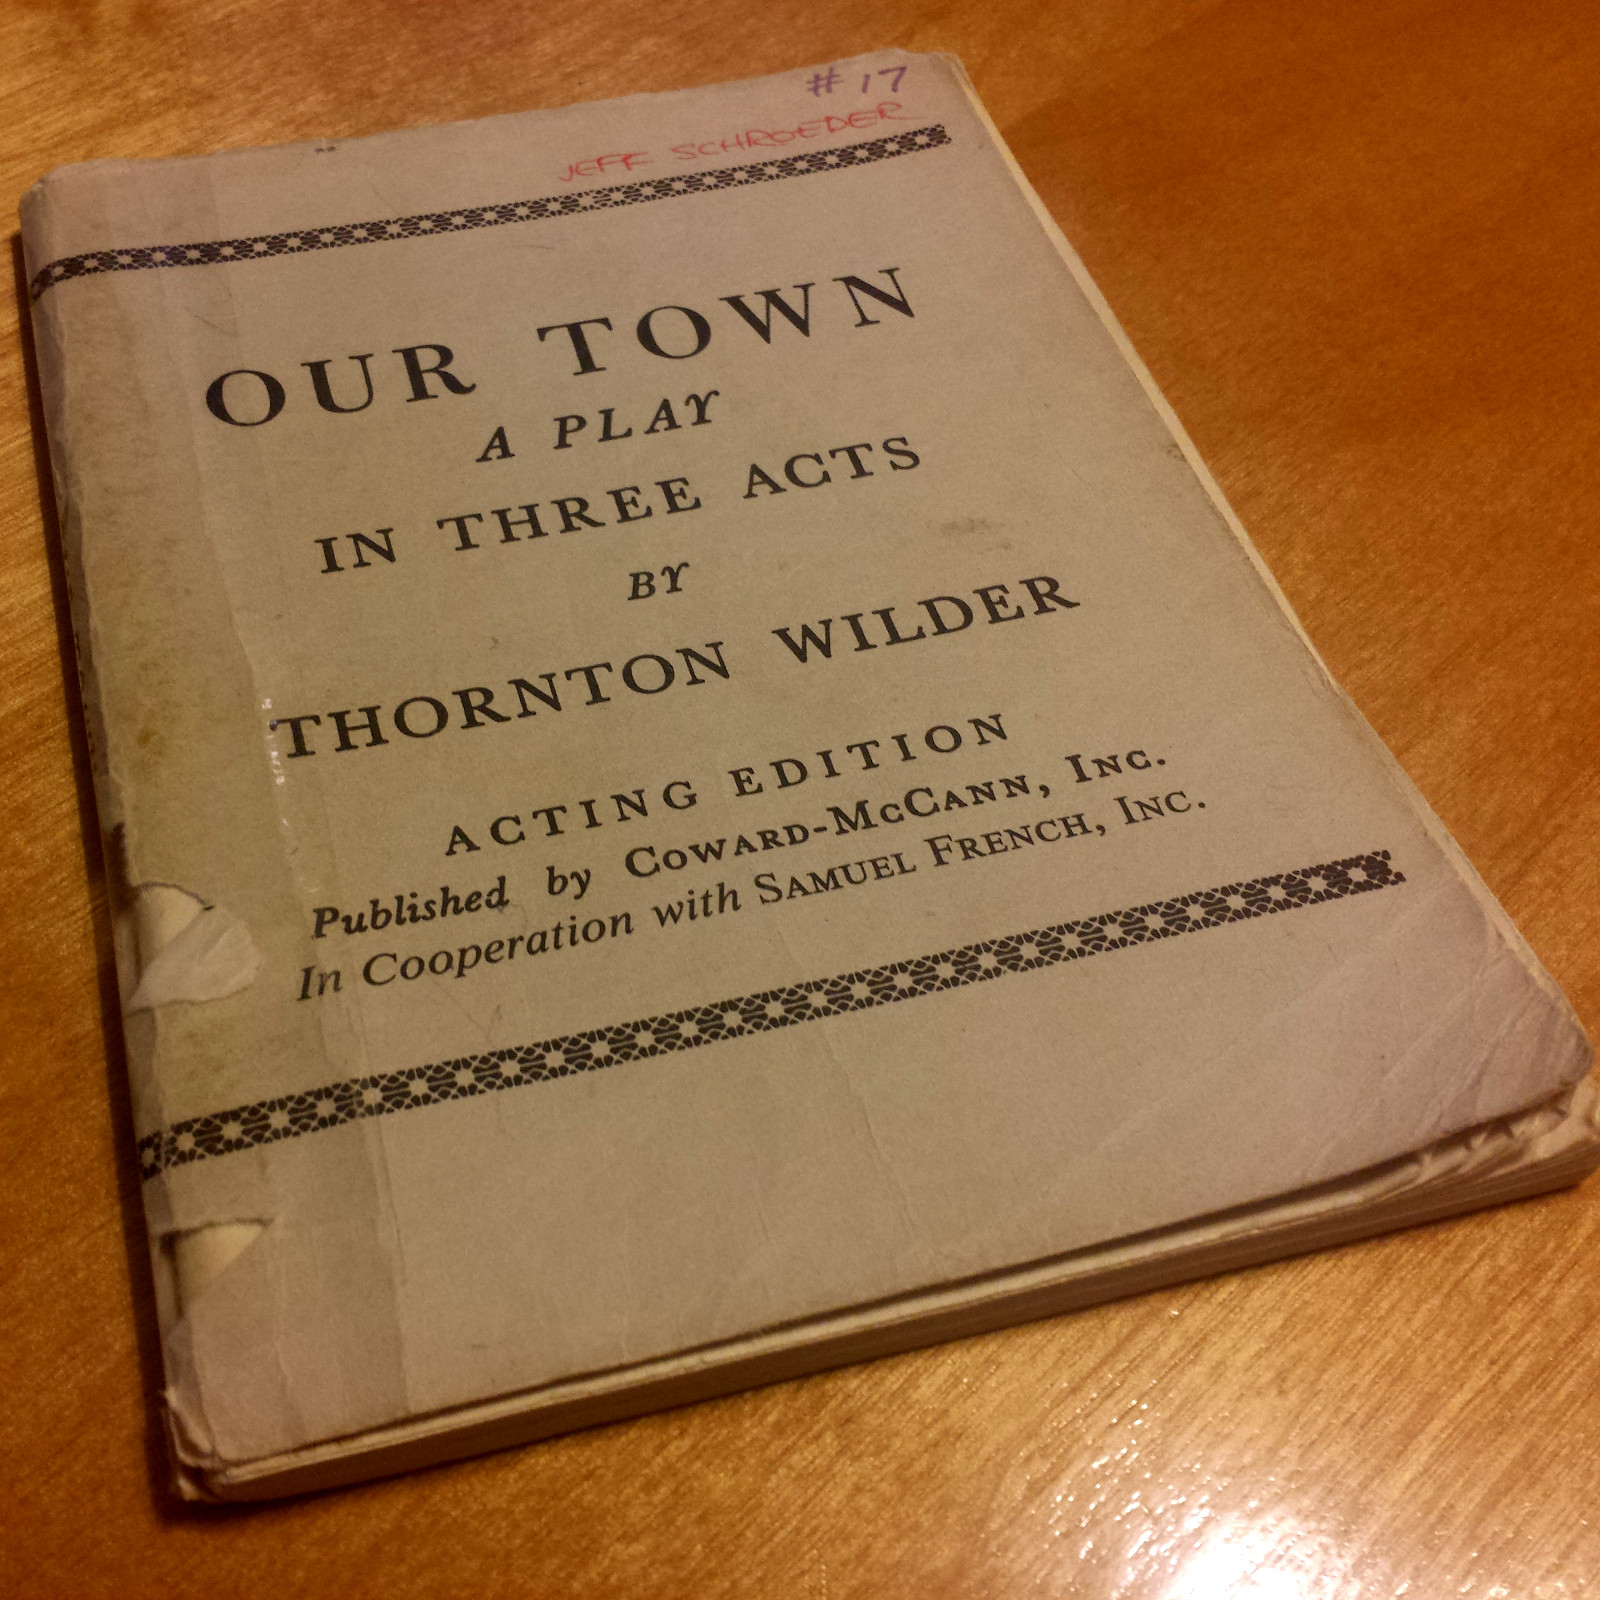 #17
JEFF SCHROEDER
OUR TOWN
A PLAY
IN THREE ACTS
BY
THORNTON WILDER
ACTING EDITION
Published by COWARD-MCCANN, INC.
In Cooperation with SAMUEL FRENCH, INC.